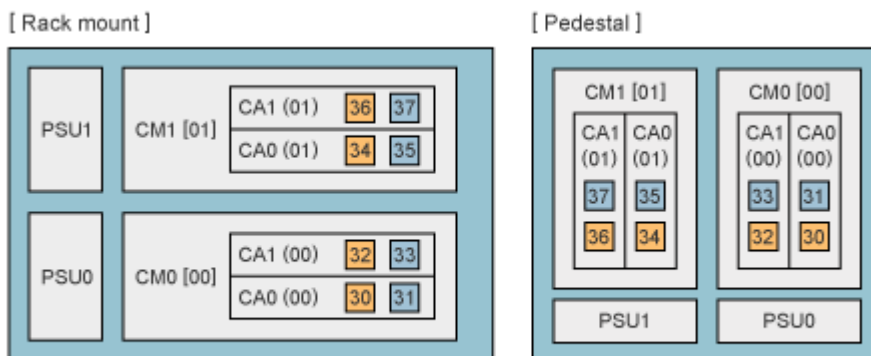 [ Rack mount ]
PSU1
CM1 [01]
CA1 (01) 36 37
CA0 (01) 34 35
PSU0
CM0 [00]
CA1 (00) 32 33
CA0 (00) 30 31
[ Pedestal ]
CM1 [01]
CA1 CA0
(01) (01)
37 35
36 34
CM0 [00]
CA1 CA0
(00) (00)
33 31
32 30
PSU1
PSU0